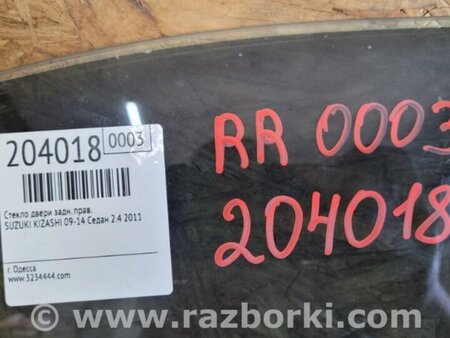 204018 0003
Стекло двери задн. прав.
SUZUKI KIZASHI 09-14 Седан 2.4 2011
г. Одесса
www.3234444.com
RR 0003
204018
www.razborki.com